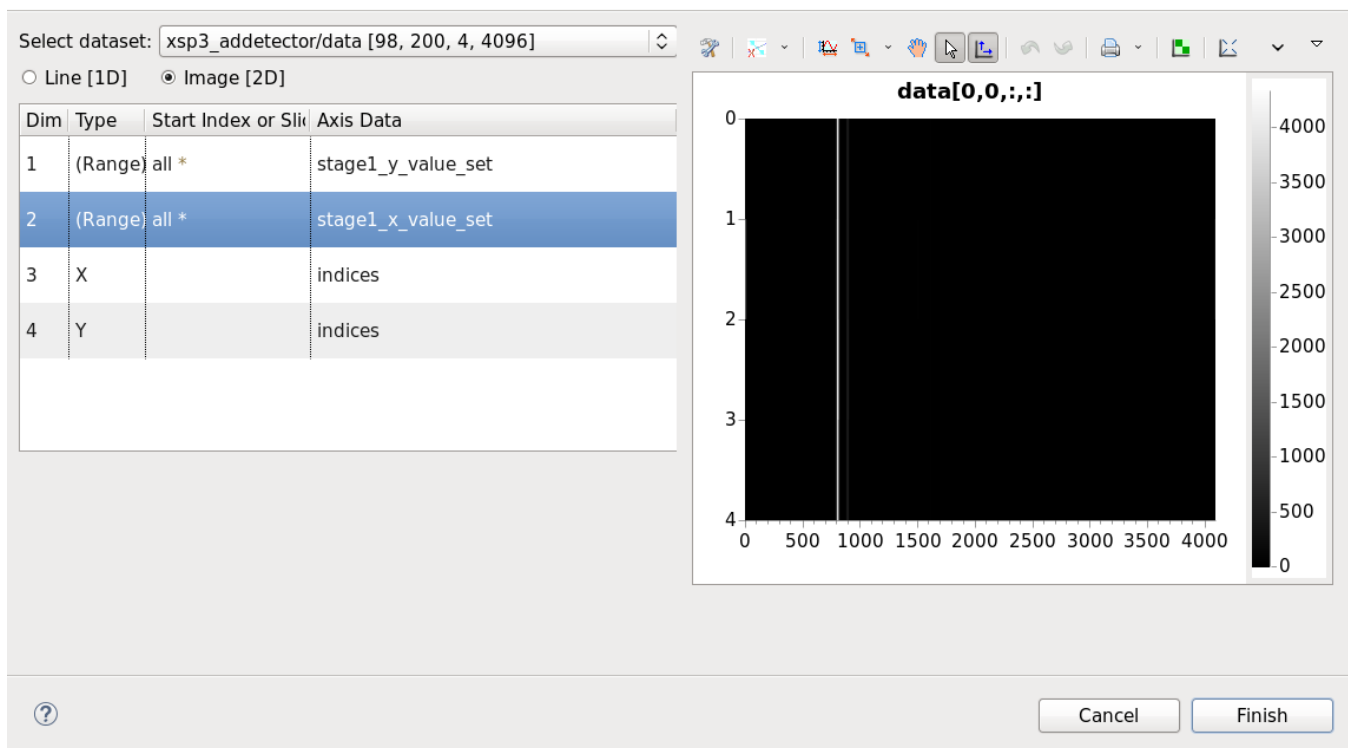 Select dataset: xsp3_addetector/data [98, 200, 4, 4096]
Line [1D] Image [2D]
Dim Type Start Index or Slic Axis Data
1 (Range) all * stage1_y_value_set
2 (Range) all * stage1_x_value_set
3 X indices
4 Y indices
data[0,0,:,:]
0
1
2
3
4
0 500 1000 1500 2000 2500 3000 3500 4000
4000
3500
3000
2500
2000
1500
1000
500
0
? Cancel Finish